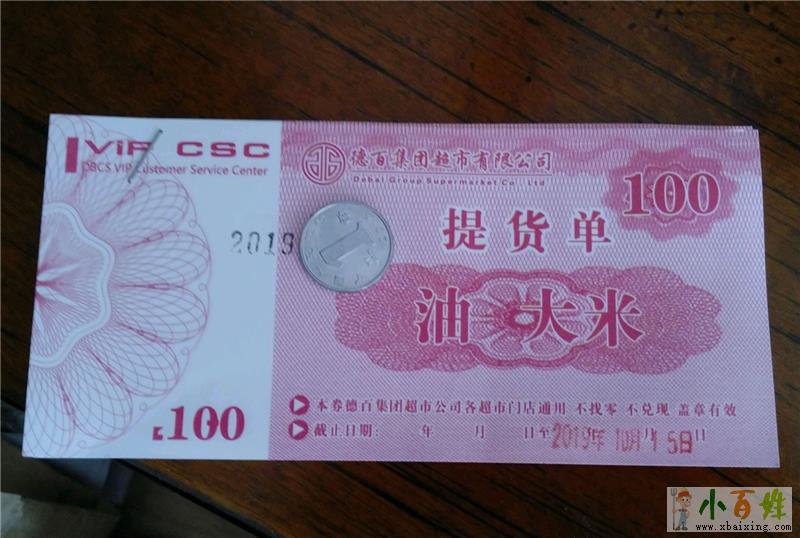 ViP CSC
DBCS VIP Customer Service Center
2019
100
德百集团超市有限公司
Debai Group Supermarket Co. Ltd
100
提货单
油 大米
本券德百集团超市公司各超市门店通用 不找零 不兑现 盖章有效
截止日期: 年 月 日至2019年10月15日 日
1
小百姓
www.xbaixing.com